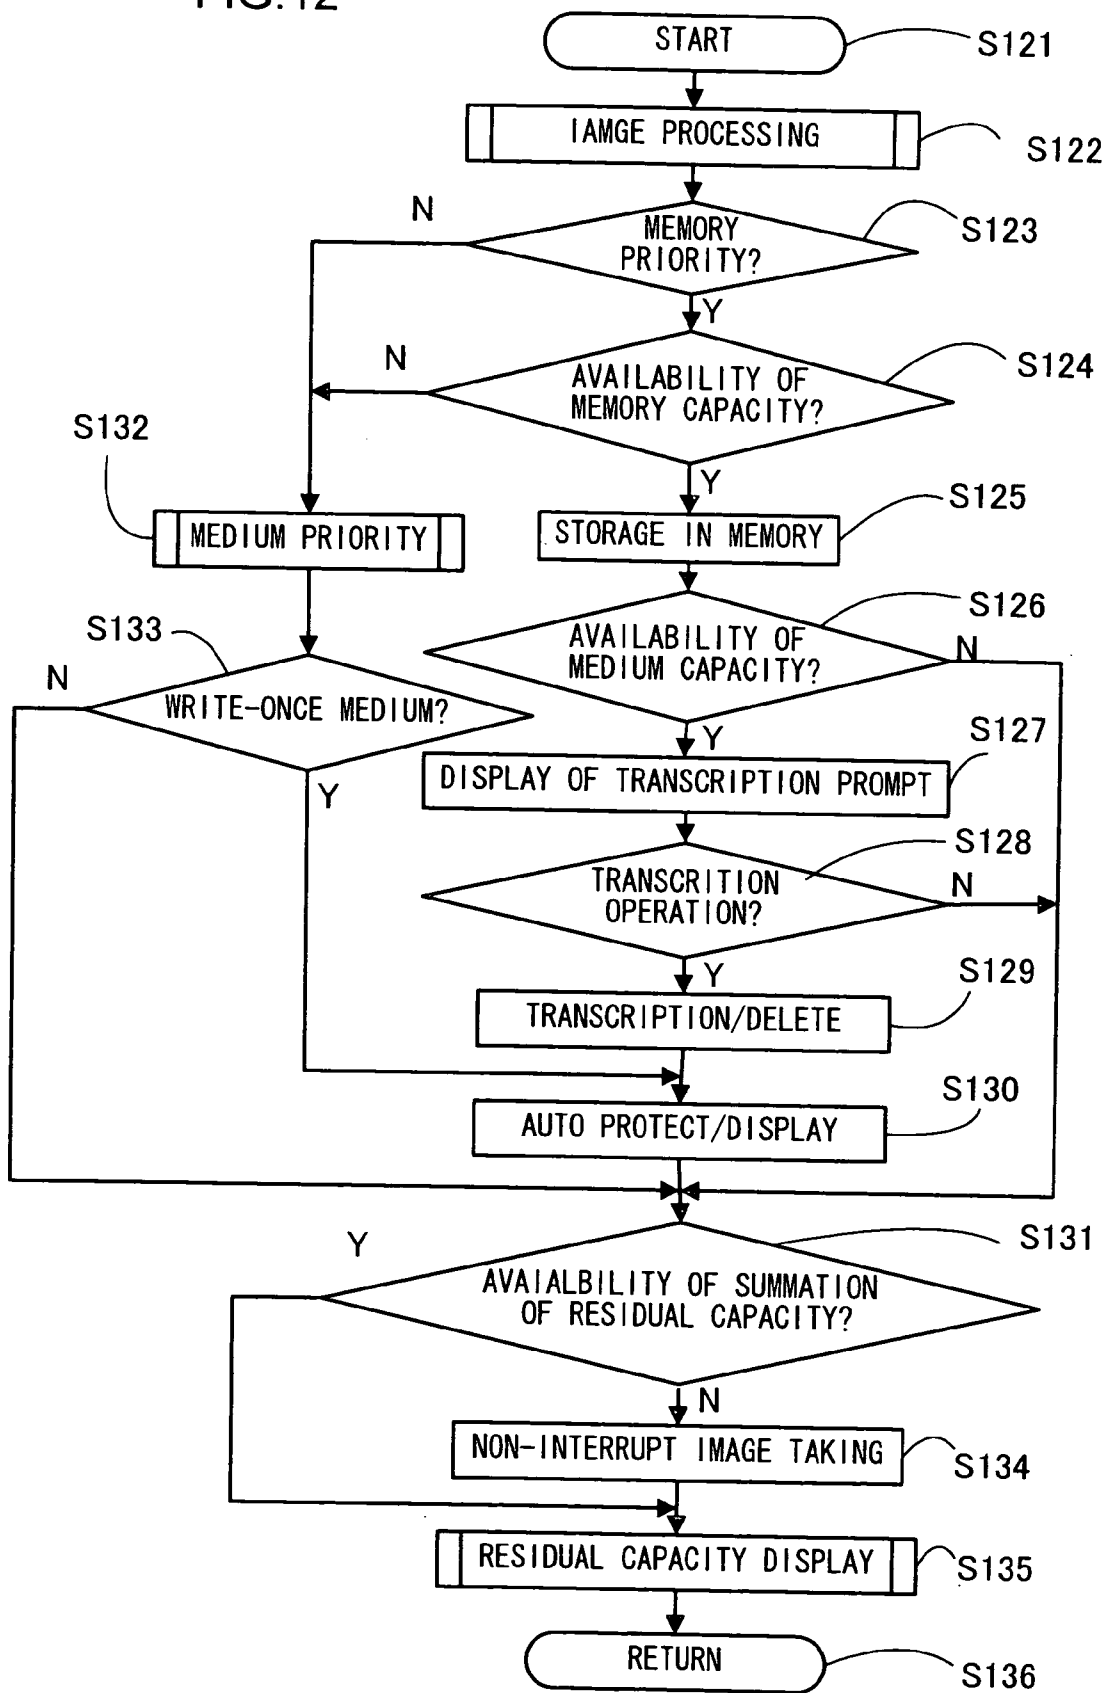 FIG.12
START
S121
IAMGE PROCESSING
S122
N
MEMORY
PRIORITY?
S123
Y
N
AVAILABILITY OF
MEMORY CAPACITY?
S124
S132
Y
MEDIUM PRIORITY
STORAGE IN MEMORY
S125
S133
AVAILABILITY OF
MEDIUM CAPACITY?
S126
N
N
WRITE-ONCE MEDIUM?
Y
Y
S127
DISPLAY OF TRANSCRIPTION PROMPT
S128
TRANSCRITION
OPERATION?
N
Y
S129
TRANSCRIPTION/DELETE
S130
AUTO PROTECT/DISPLAY
Y
S131
AVAIALBILITY OF SUMMATION
OF RESIDUAL CAPACITY?
N
NON-INTERRUPT IMAGE TAKING
S134
RESIDUAL CAPACITY DISPLAY
S135
RETURN
S136